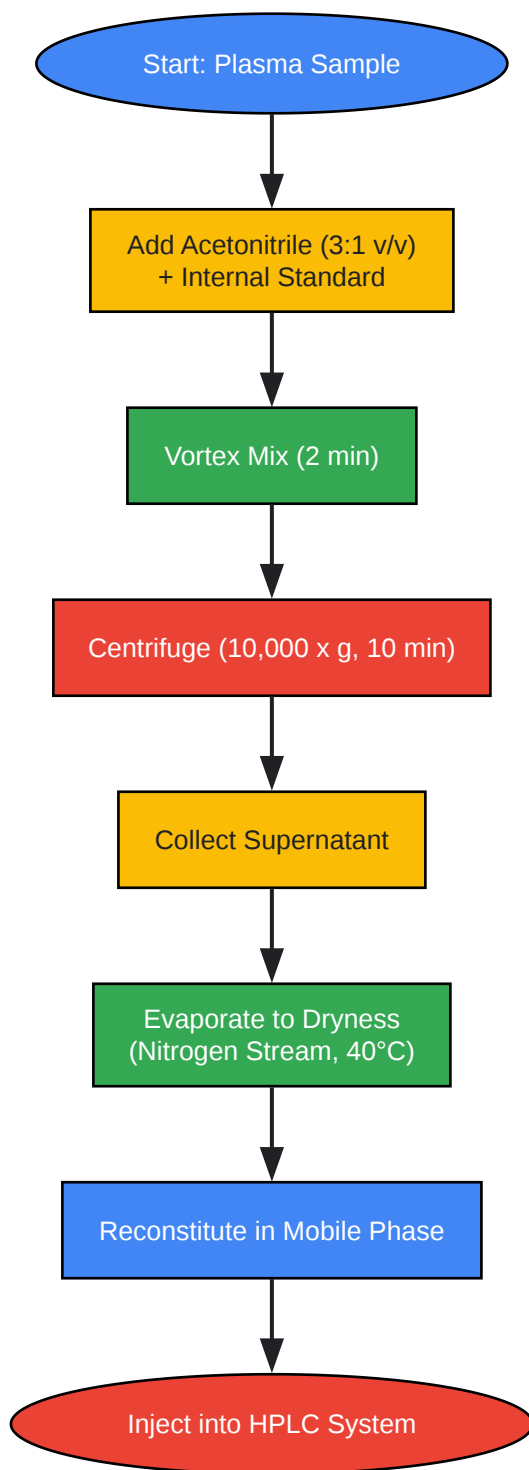 Start: Plasma Sample
Add Acetonitrile (3:1 v/v)
+ Internal Standard
Vortex Mix (2 min)
Centrifuge (10,000 x g, 10 min)
Collect Supernatant
Evaporate to Dryness
(Nitrogen Stream, 40°C)
Reconstitute in Mobile Phase
Inject into HPLC System